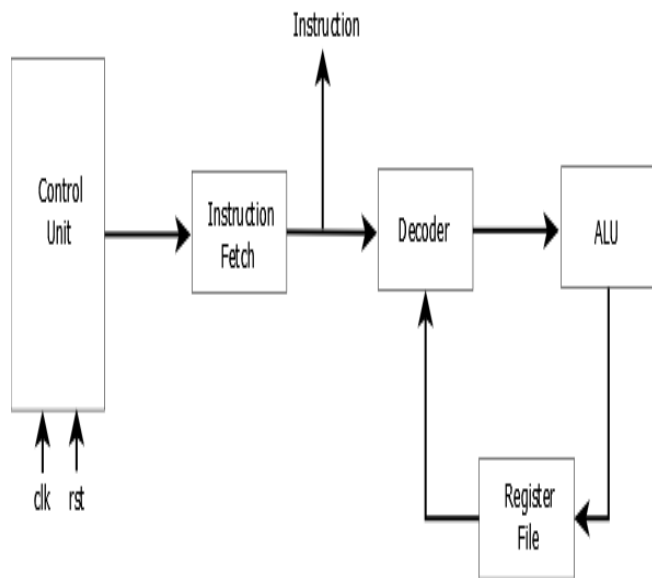 Instruction
Control
Unit
Instruction
Fetch
Decoder
ALU
clk rst
Register
File